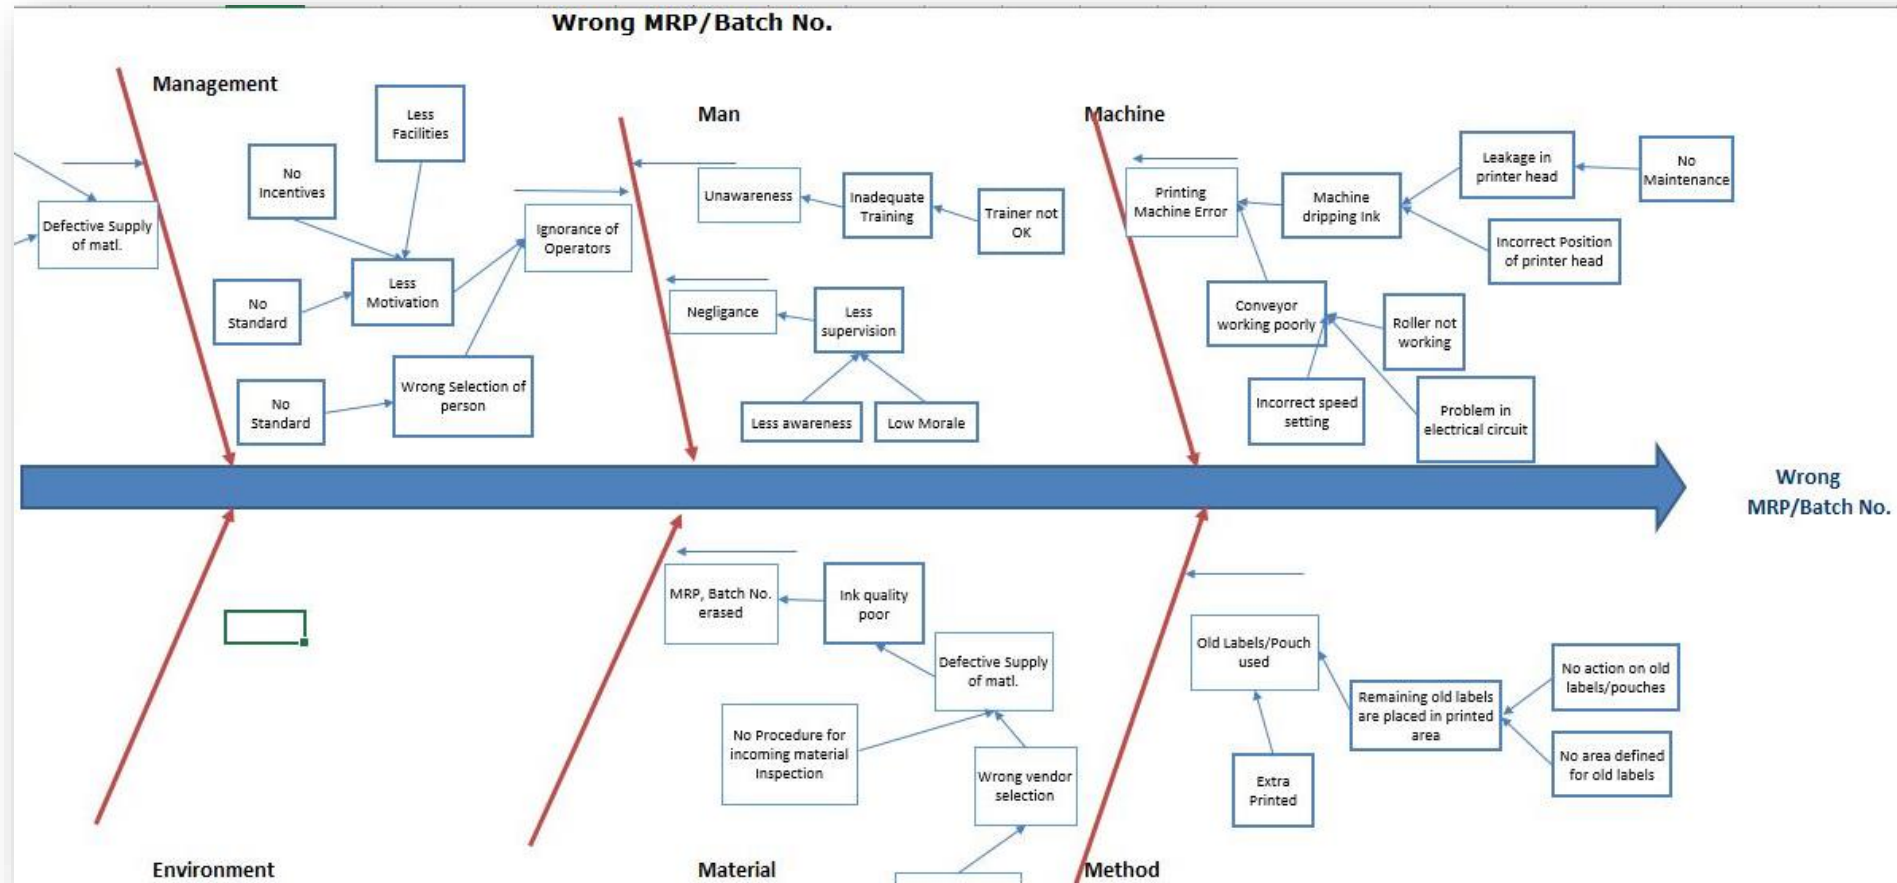 Wrong MRP/Batch No.
Management
Less
Facilities
No
Incentives
Defective Supply
of matl.
Ignorance of
Operators
Less
Motivation
No
Standard
Wrong Selection of
person
No
Standard
Man
Unawareness
Inadequate
Training
Trainer not
OK
Negligance
Less
supervision
Less awareness
Low Morale
Machine
Printing
Machine Error
Machine
dripping Ink
Leakage in
printer head
No
Maintenance
Incorrect Position
of printer head
Conveyor
working poorly
Roller not
working
Incorrect speed
setting
Problem in
electrical circuit
Wrong
MRP/Batch No.
MRP, Batch No.
erased
Ink quality
poor
Defective Supply
of matl.
No Procedure for
incoming material
Inspection
Wrong vendor
selection
Old Labels/Pouch
used
Remaining old labels
are placed in printed
area
No action on old
labels/pouches
No area defined
for old labels
Extra
Printed
Environment
Material
Method